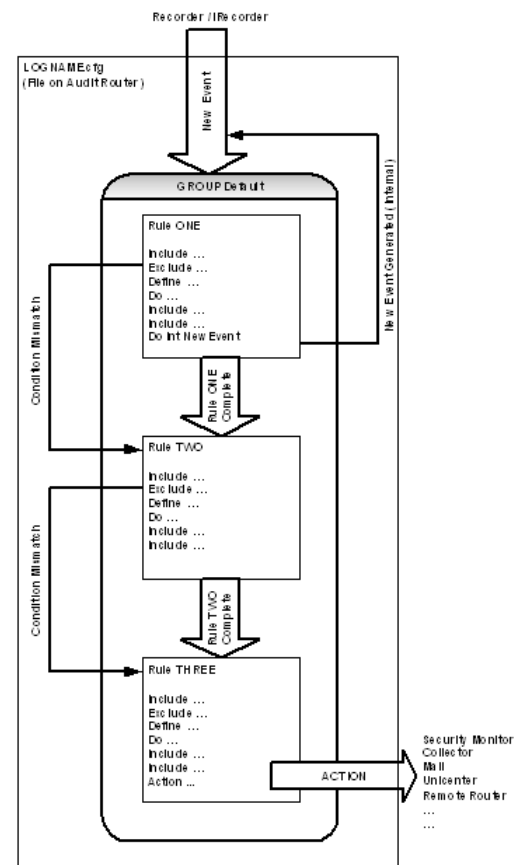 Recorder / IRecorder
LOGNAMEcfg
(File on Audit Router)
New Event
GROUP Default
Rule ONE
Include ...
Exclude ...
Define ...
Do ...
Include ...
Include ...
Do Int New Event
New Event Generated (Internal)
Condition Mismatch
Rule ONE
Complete
Rule TWO
Include ...
Exclude ...
Define ...
Do ...
Include ...
Include ...
Condition Mismatch
Rule TWO
Complete
Rule THREE
Include ...
Exclude ...
Define ...
Do ...
Include ...
Include ...
Action ...
ACTION
Security Monitor
Collector
Mail
Unicenter
Remote Router
...
...